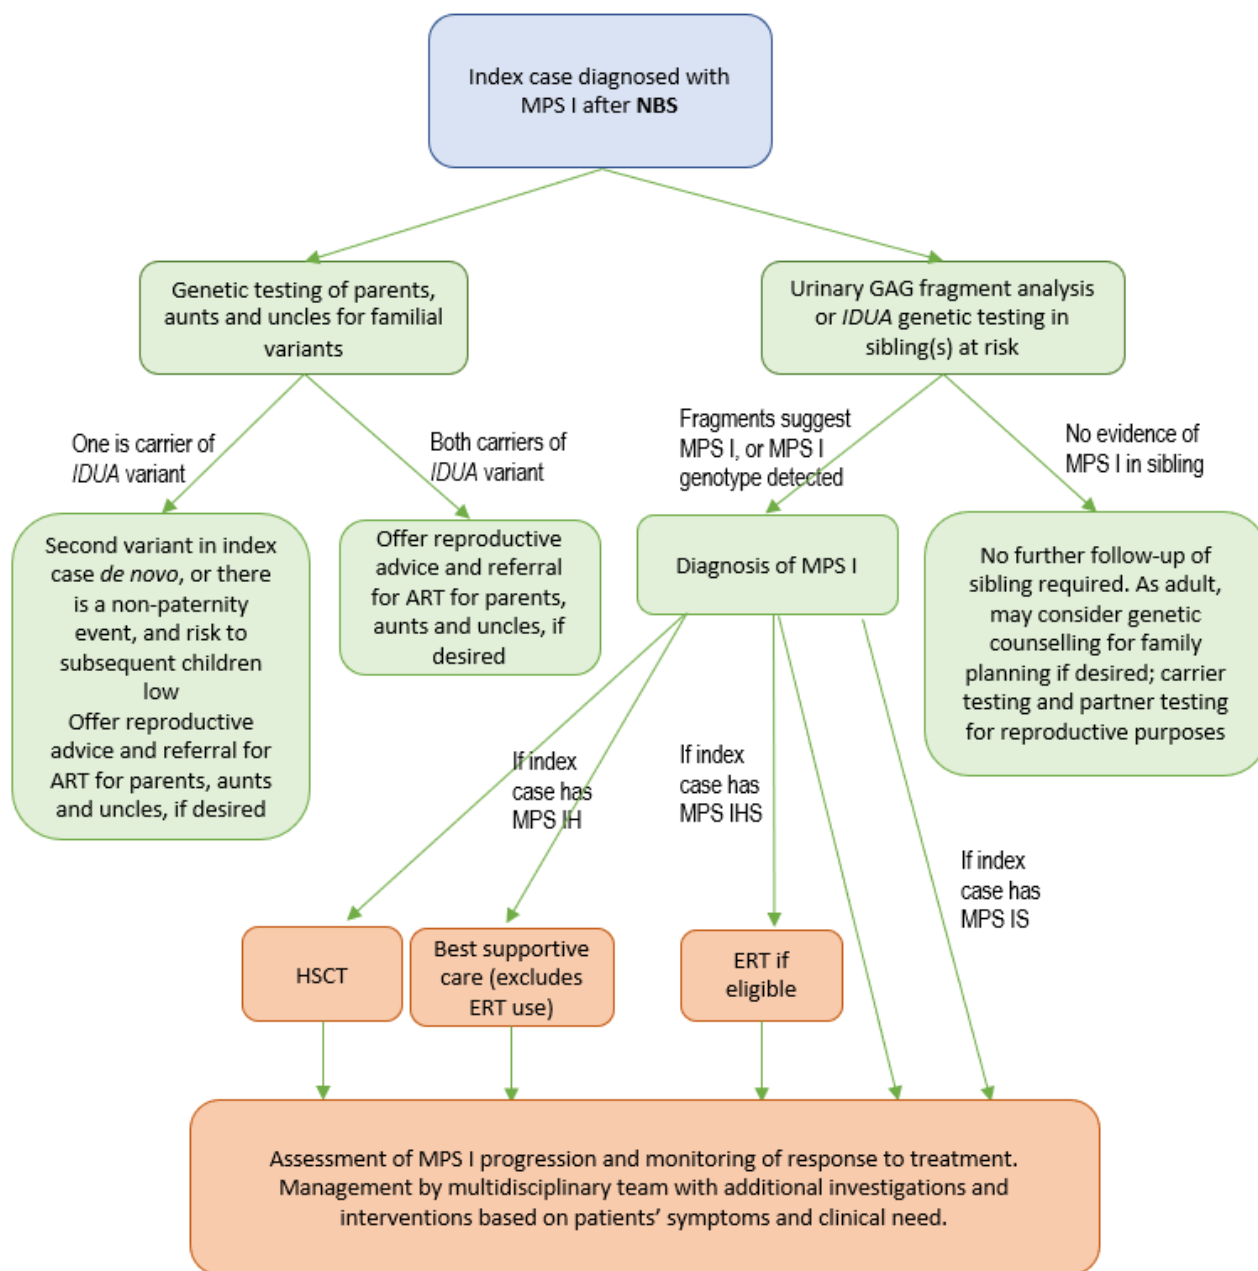 Index case diagnosed with
MPS I after NBS
Genetic testing of parents,
aunts and uncles for familial
variants
Urinary GAG fragment analysis
or IDUA genetic testing in
sibling(s) at risk
One is carrier of
IDUA variant
Both carriers of
IDUA variant
Fragments suggest
MPS I, or MPS I
genotype detected
No evidence of
MPS I in sibling
Second variant in index
case de novo, or there
is a non-paternity
event, and risk to
subsequent children
low
Offer reproductive
advice and referral for
ART for parents, aunts
and uncles, if desired
Offer reproductive
advice and referral
for ART for parents,
aunts and uncles, if
desired
Diagnosis of MPS I
No further follow-up of
sibling required. As adult,
may consider genetic
counselling for family
planning if desired; carrier
testing and partner testing
for reproductive purposes
If index
case has
MPS IH
If index
case has
MPS IHS
If index
case has
MPS IS
HSCT
Best supportive
care (excludes
ERT use)
ERT if
eligible
Assessment of MPS I progression and monitoring of response to treatment.
Management by multidisciplinary team with additional investigations and
interventions based on patients’ symptoms and clinical need.